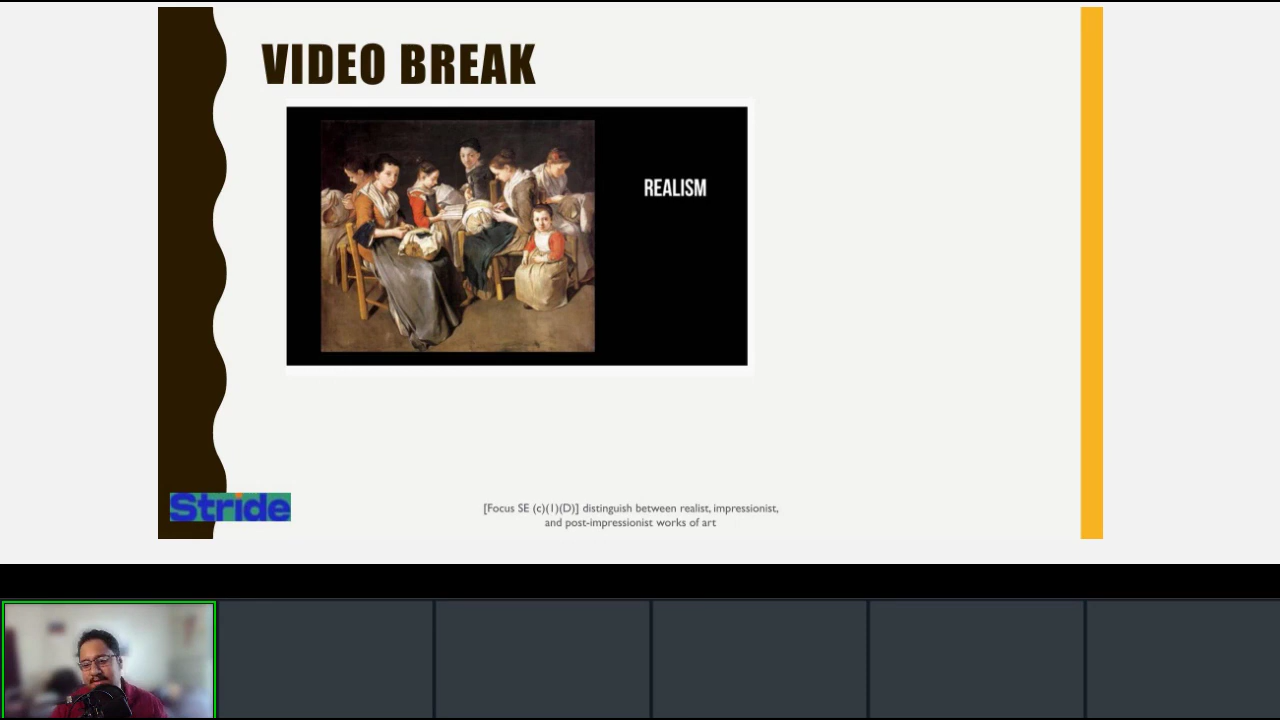 VIDEO BREAK
REALISM
Stride
[Focus SE (c)(1)(D)] distinguish between realist, impressionist,
and post-impressionist works of art